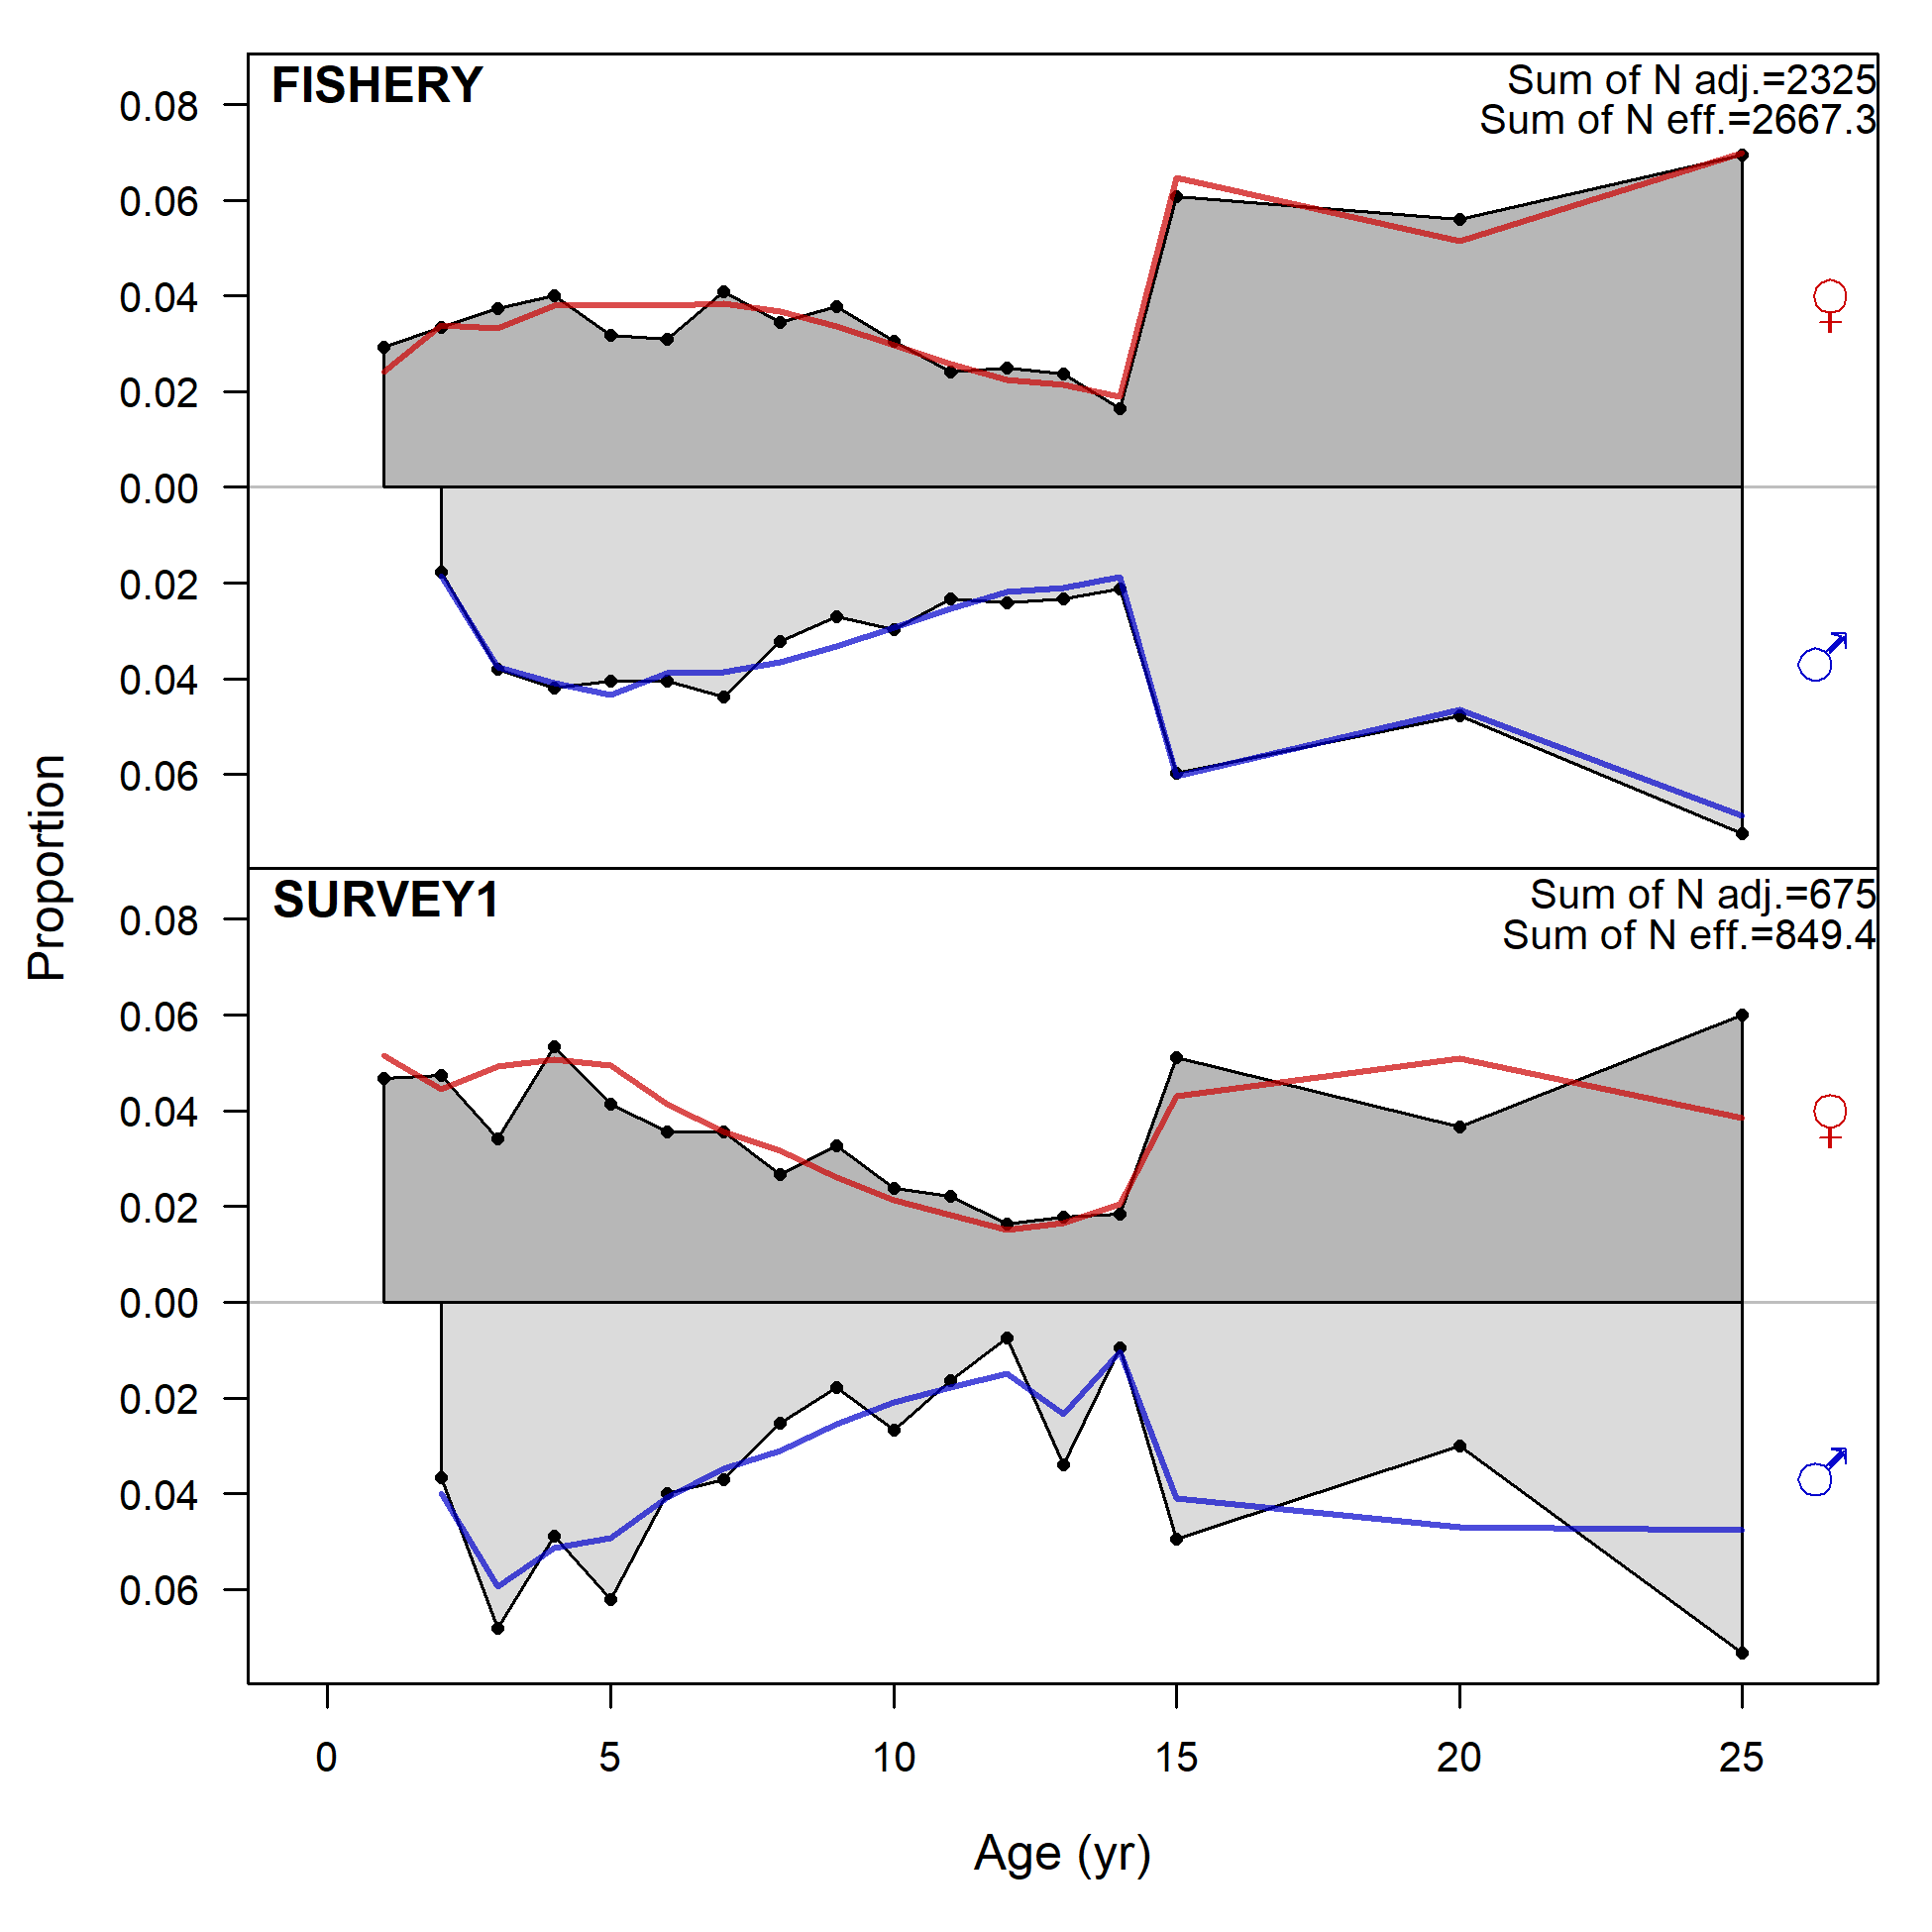 FISHERY
Sum of N adj.=2325
Sum of N eff.=2667.3
0.08
0.06
0.04
0.02
0.00
0.02
0.04
0.06
♀
♂
Proportion
SURVEY1
Sum of N adj.=675
Sum of N eff.=849.4
0.08
0.06
0.04
0.02
0.00
0.02
0.04
0.06
♀
♂
0 5 10 15 20 25
Age (yr)